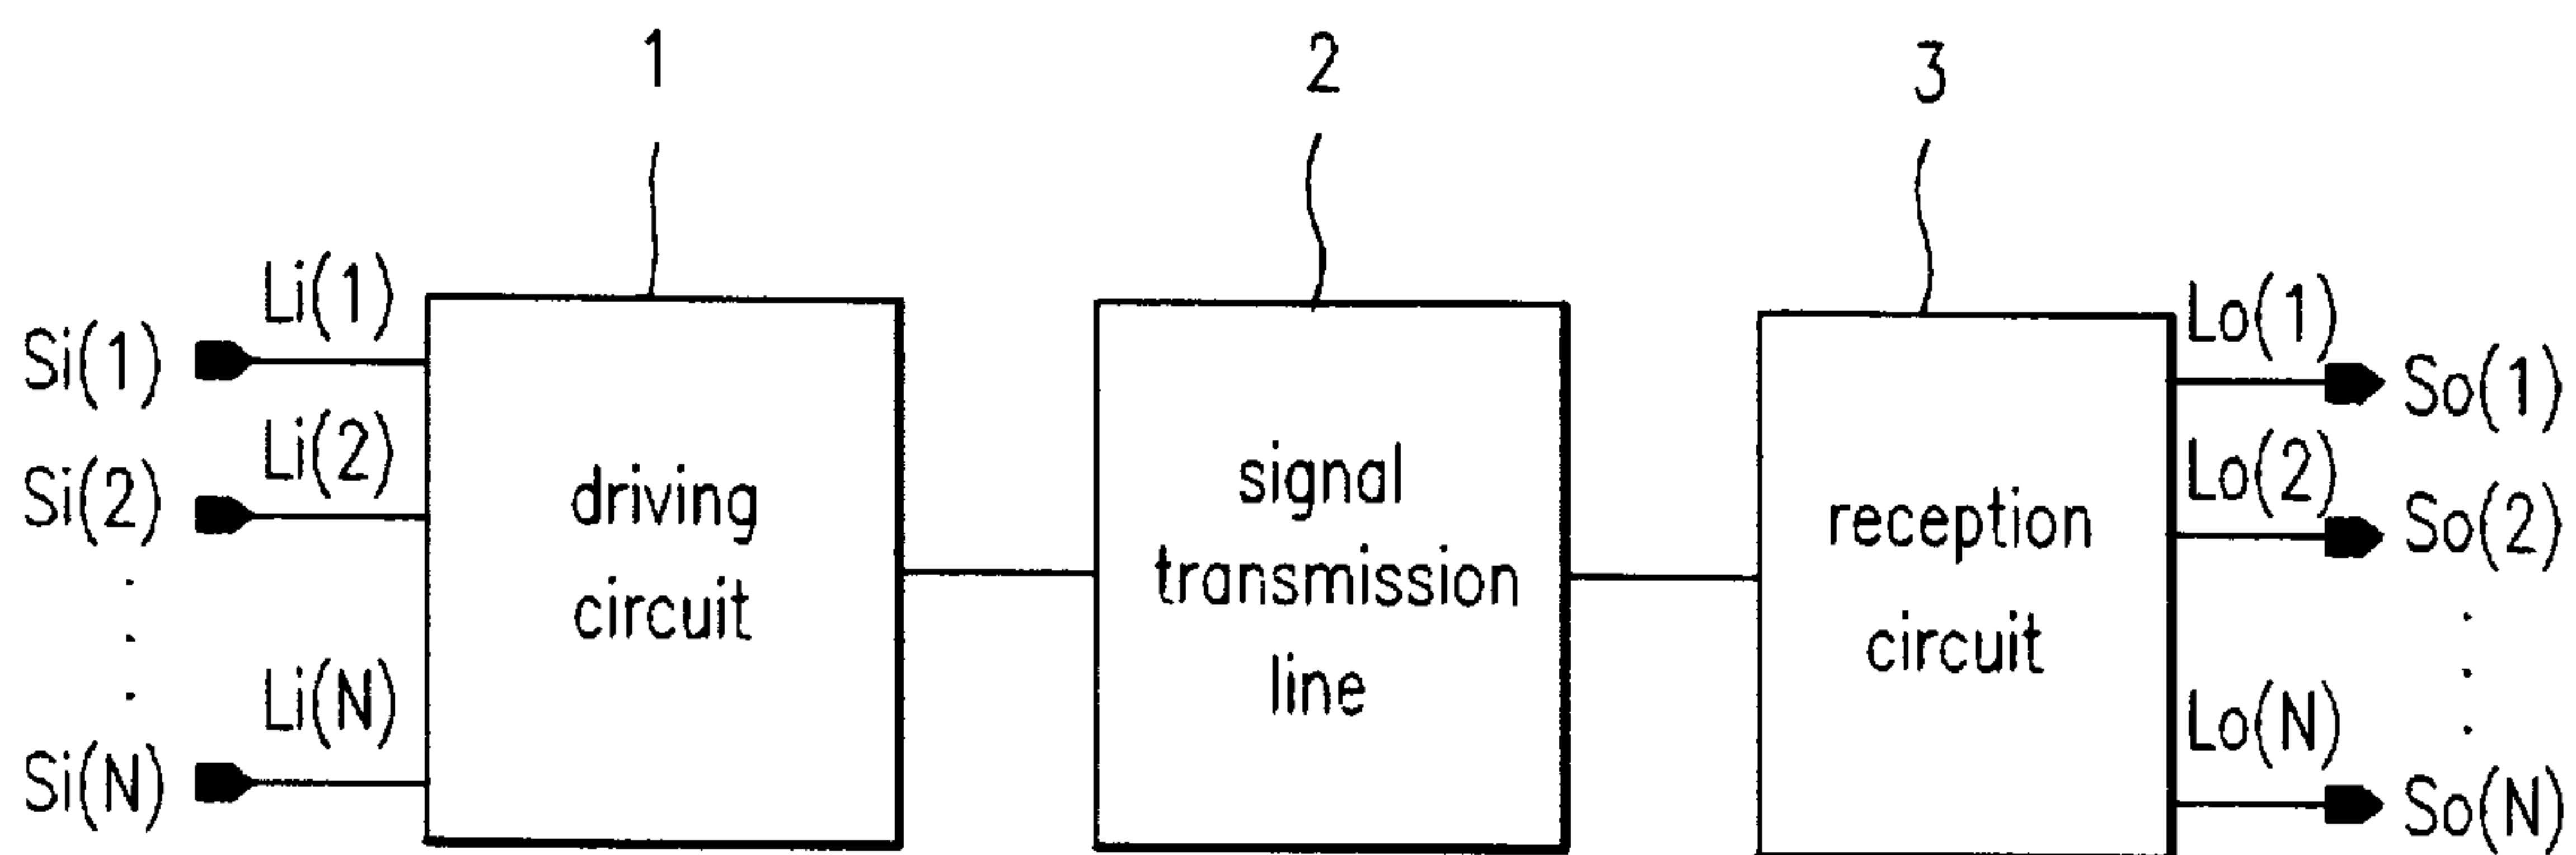 1
2
3
Li(1)
Si(1)
Li(2)
Si(2)
Li(N)
Si(N)
driving
circuit
signal
transmission
line
reception
circuit
Lo(1)
So(1)
Lo(2)
So(2)
Lo(N)
So(N)